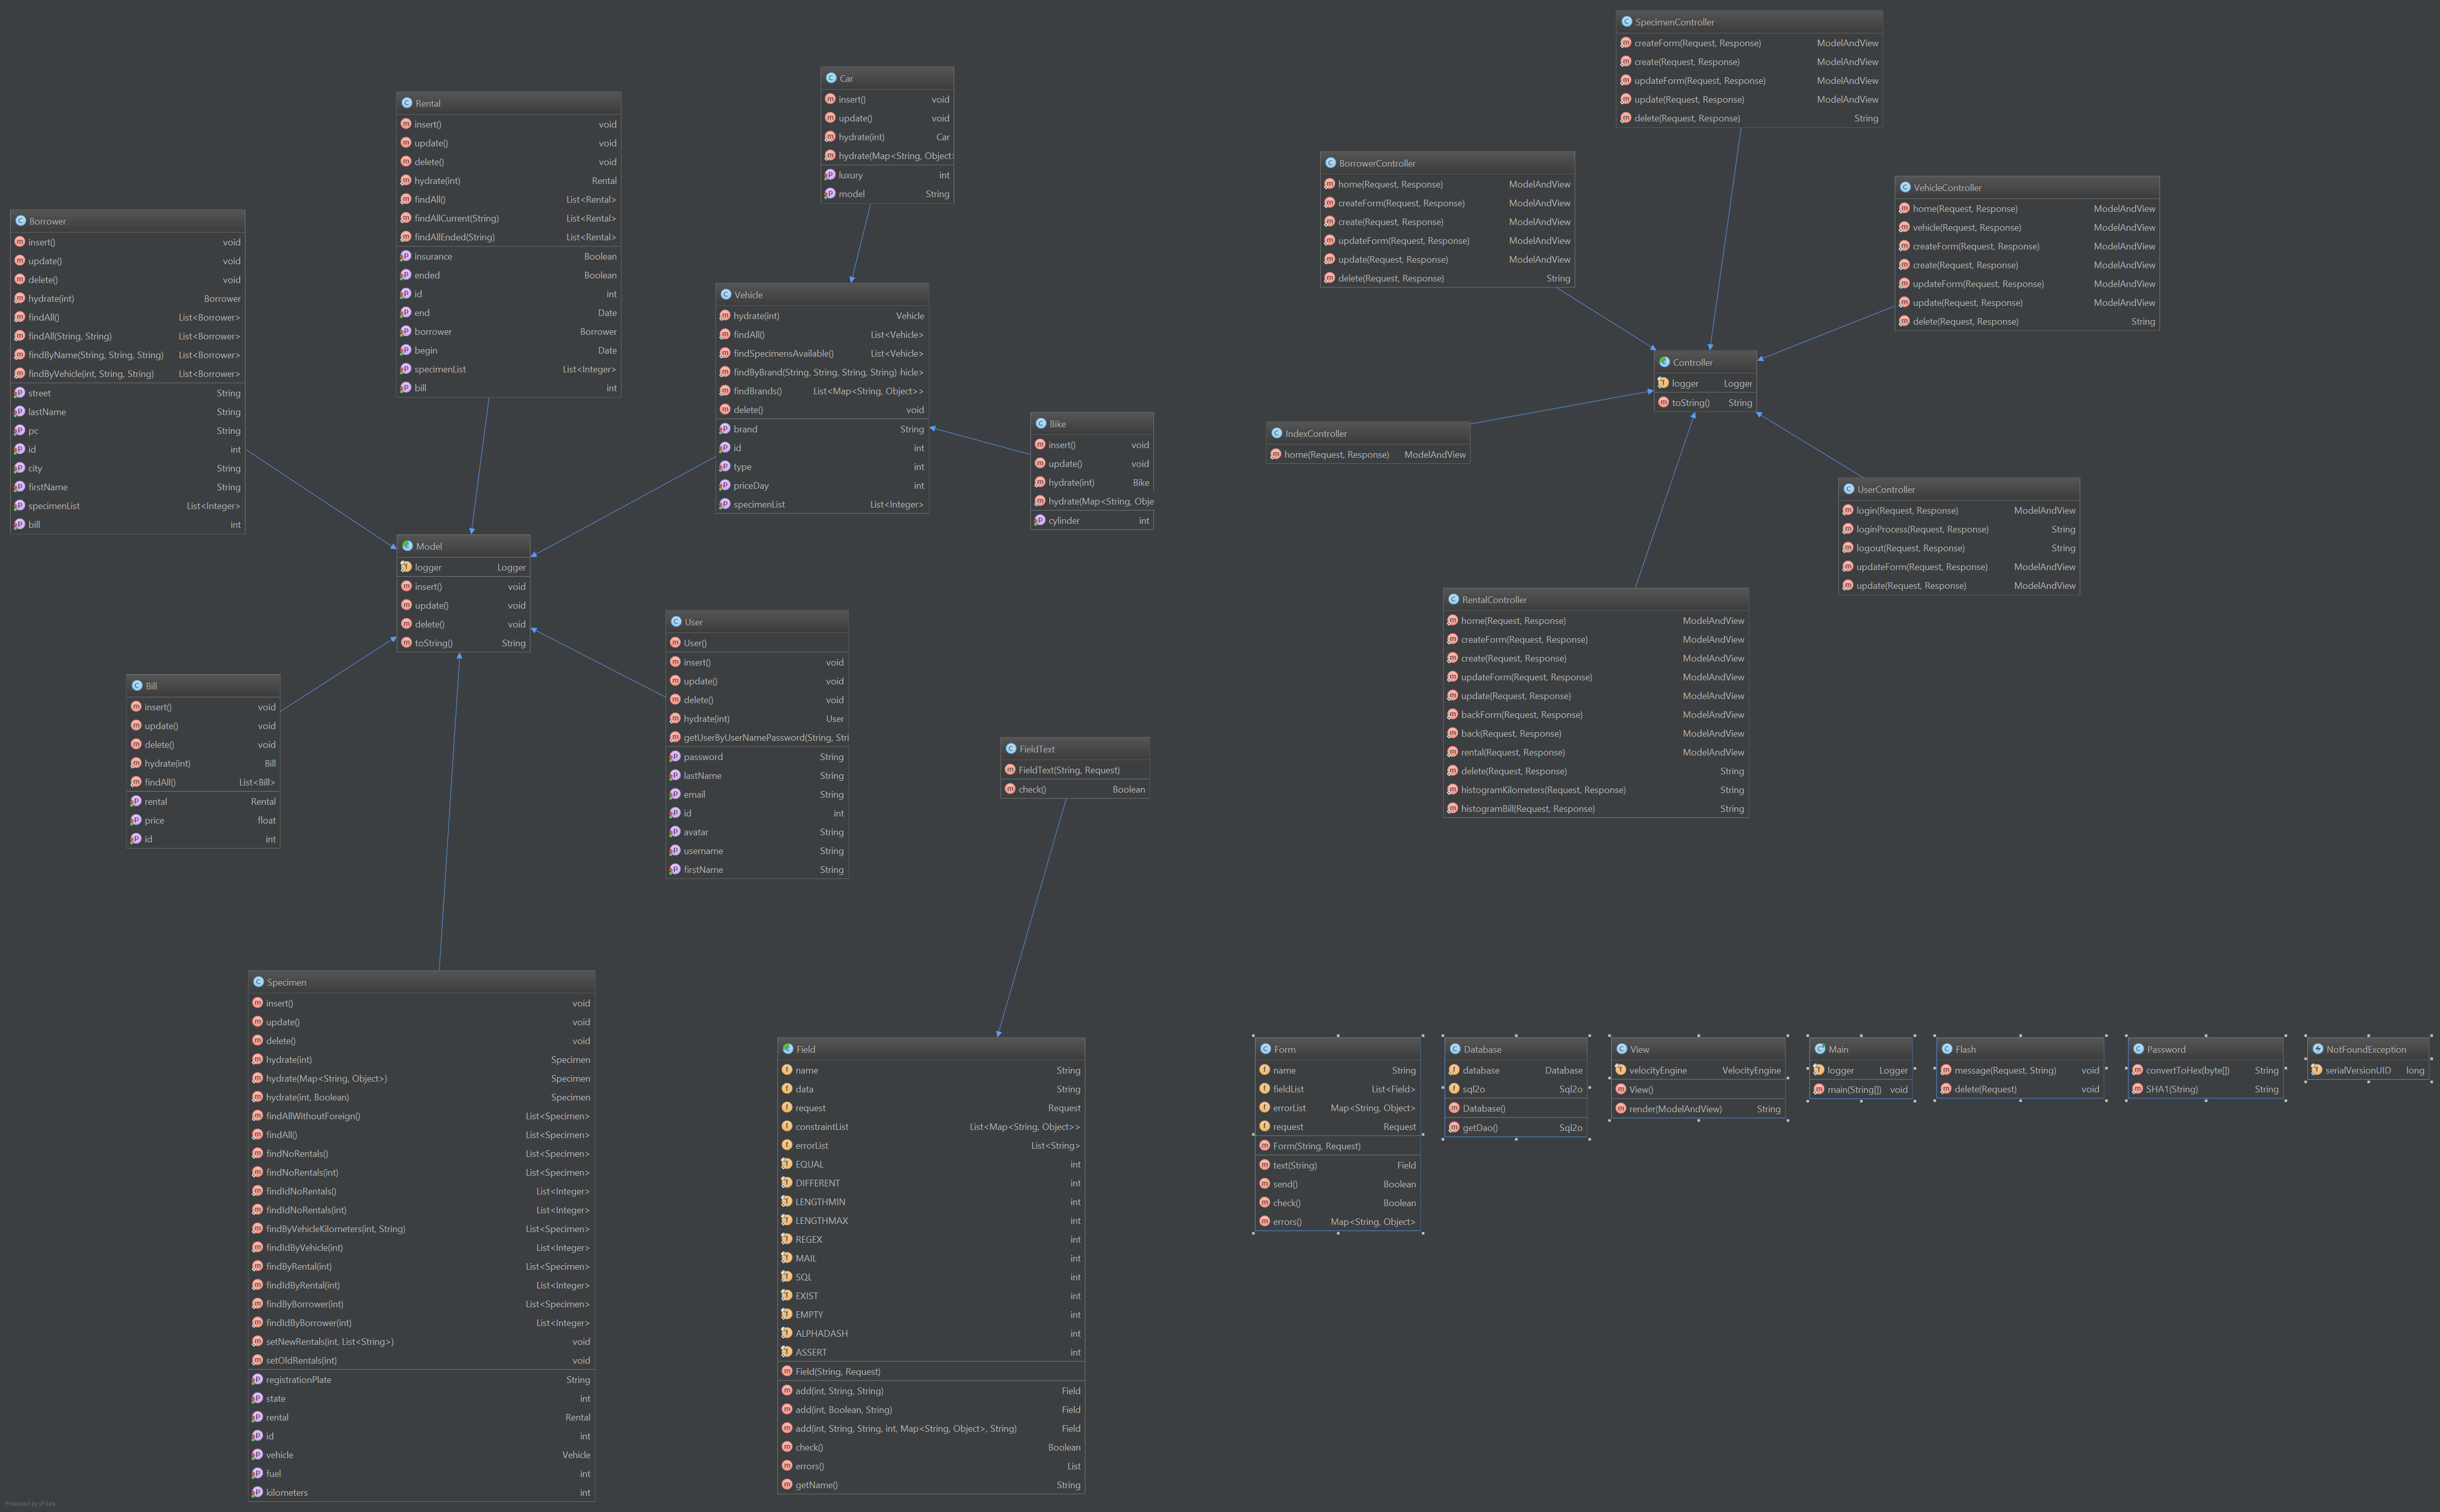 SpecimenController
createForm(Request, Response) ModelAndView
create(Request, Response) ModelAndView
updateForm(Request, Response) ModelAndView
update(Request, Response) ModelAndView
delete(Request, Response) String
Car
insert() void
update() void
hydrate(int) Car
hydrate(Map<String, Object>
luxury int
model String
Rental
insert() void
update() void
delete() void
hydrate(int) Rental
findAll() List<Rental>
findAllCurrent(String) List<Rental>
findAllEnded(String) List<Rental>
insurance Boolean
ended Boolean
id int
end Date
borrower Borrower
begin Date
specimenList List<Integer>
bill int
BorrowerController
home(Request, Response) ModelAndView
createForm(Request, Response) ModelAndView
create(Request, Response) ModelAndView
updateForm(Request, Response) ModelAndView
update(Request, Response) ModelAndView
delete(Request, Response) String
VehicleController
home(Request, Response) ModelAndView
vehicle(Request, Response) ModelAndView
createForm(Request, Response) ModelAndView
create(Request, Response) ModelAndView
updateForm(Request, Response) ModelAndView
update(Request, Response) ModelAndView
delete(Request, Response) String
Borrower
insert() void
update() void
delete() void
hydrate(int) Borrower
findAll() List<Borrower>
findAll(String, String) List<Borrower>
findByName(String, String, String) List<Borrower>
findByVehicle(int, String, String) List<Borrower>
street String
lastName String
pc String
id int
city String
firstName String
specimenList List<Integer>
bill int
Vehicle
hydrate(int) Vehicle
findAll() List<Vehicle>
findSpecimensAvailable() List<Vehicle>
findByBrand(String, String, String, String) hicle>
findBrands() List<Map<String, Object>>
delete() void
brand String
id int
type int
priceDay int
specimenList List<Integer>
Controller
logger Logger
toString() String
Bike
insert() void
update() void
hydrate(int) Bike
hydrate(Map<String, Obje
cylinder int
IndexController
home(Request, Response) ModelAndView
UserController
login(Request, Response) ModelAndView
loginProcess(Request, Response) String
logout(Request, Response) String
updateForm(Request, Response) ModelAndView
update(Request, Response) ModelAndView
Model
logger Logger
insert() void
update() void
delete() void
toString() String
RentalController
home(Request, Response) ModelAndView
createForm(Request, Response) ModelAndView
create(Request, Response) ModelAndView
updateForm(Request, Response) ModelAndView
update(Request, Response) ModelAndView
backForm(Request, Response) ModelAndView
back(Request, Response) ModelAndView
rental(Request, Response) ModelAndView
delete(Request, Response) String
histogramKilometers(Request, Response) String
histogramBill(Request, Response) String
User
User()
insert() void
update() void
delete() void
hydrate(int) User
getUserByUserNamePassword(String, Stri
password String
lastName String
email String
id int
avatar String
username String
firstName String
Bill
insert() void
update() void
delete() void
hydrate(int) Bill
findAll() List<Bill>
rental Rental
price float
id int
FieldText
FieldText(String, Request)
check() Boolean
Specimen
insert() void
update() void
delete() void
hydrate(int) Specimen
hydrate(Map<String, Object>) Specimen
hydrate(int, Boolean) Specimen
findAllWithoutForeign() List<Specimen>
findAll() List<Specimen>
findNoRentals() List<Specimen>
findNoRentals(int) List<Specimen>
findIdNoRentals() List<Integer>
findIdNoRentals(int) List<Integer>
findByVehicleKilometers(int, String) List<Specimen>
findIdByVehicle(int) List<Integer>
findByRental(int) List<Specimen>
findIdByRental(int) List<Integer>
findByBorrower(int) List<Specimen>
findIdByBorrower(int) List<Integer>
setNewRentals(int, List<String>) void
setOldRentals(int) void
registrationPlate String
state int
rental Rental
id int
vehicle Vehicle
fuel int
kilometers int
Field
name String
data String
request Request
constraintList List<Map<String, Object>>
errorList List<String>
EQUAL int
DIFFERENT int
LENGTHMIN int
LENGTHMAX int
REGEX int
MAIL int
SQL int
EXIST int
EMPTY int
ALPHADASH int
ASSERT int
Field(String, Request)
add(int, String, String) Field
add(int, Boolean, String) Field
add(int, String, String, int, Map<String, Object>, String) Field
check() Boolean
errors() List
getName() String
Form
name String
fieldList List<Field>
errorList Map<String, Object>
request Request
Form(String, Request)
text(String) Field
send() Boolean
check() Boolean
errors() Map<String, Object>
Database
database Database
sql2o Sql2o
Database()
getDao() Sql2o
View
velocityEngine VelocityEngine
View()
render(ModelAndView) String
Main
logger Logger
main(String[]) void
Flash
message(Request, String) void
delete(Request) void
Password
convertToHex(byte[]) String
SHA1(String) String
NotFoundException
serialVersionUID long
Powered by yFiles